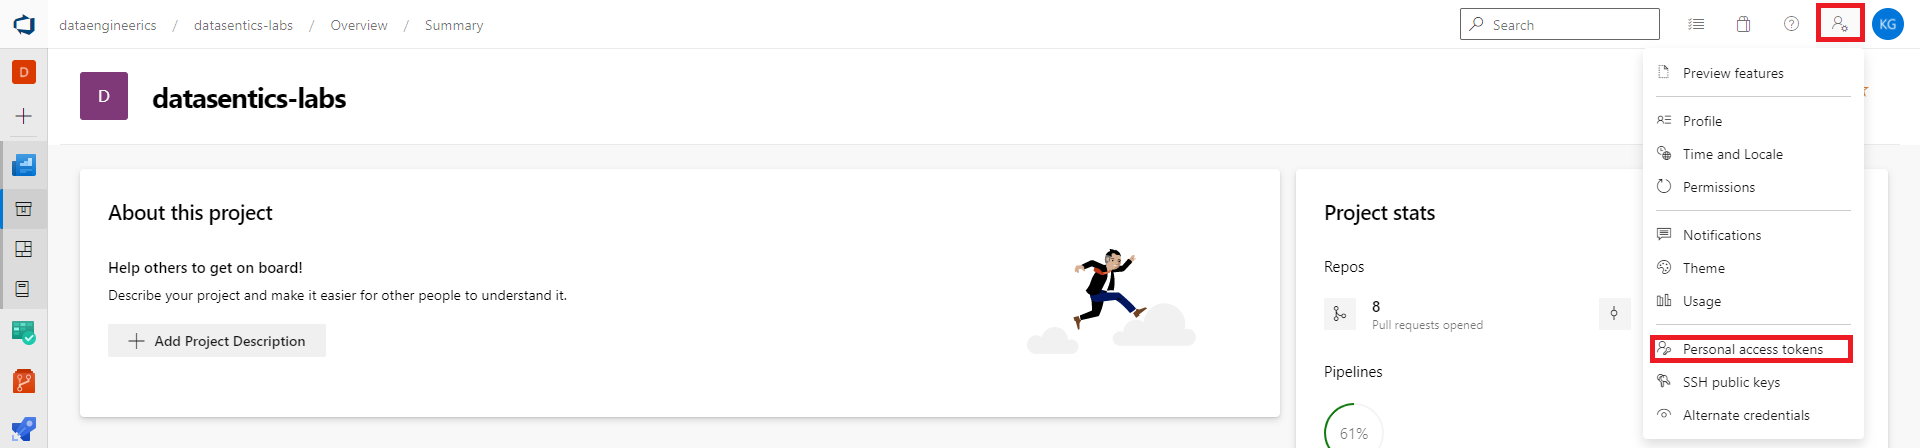 dataengineerics / datasentics-labs / Overview / Summary
Search
KG
D
D
datasentics-labs
About this project
Help others to get on board!
Describe your project and make it easier for other people to understand it.
Add Project Description
Project stats
Repos
8
Pull requests opened
Pipelines
61%
Preview features
Profile
Time and Locale
Permissions
Notifications
Theme
Usage
Personal access tokens
SSH public keys
Alternate credentials